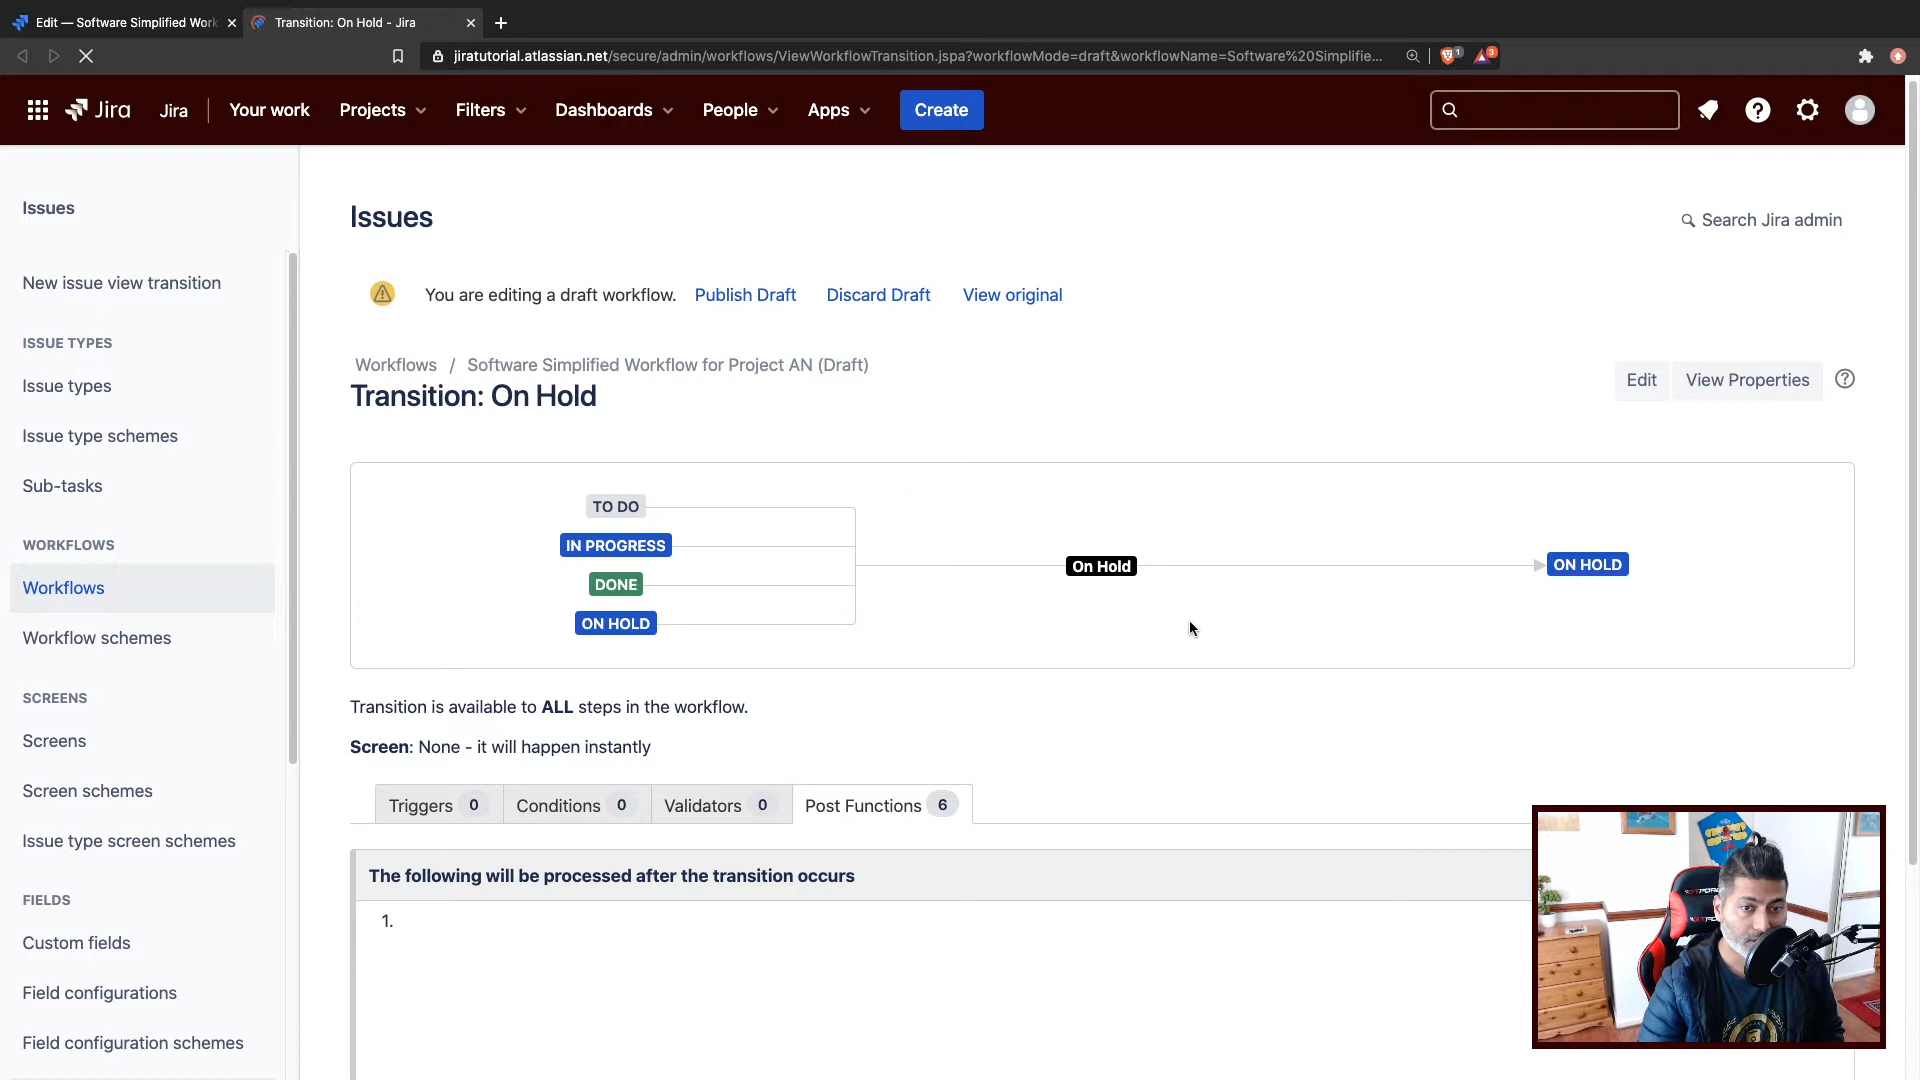 Edit — Software Simplified Work
Transition: On Hold - Jira
jiratutorial.atlassian.net/secure/admin/workflows/ViewWorkflowTransition.jspa?workflowMode=draft&workflowName=Software%20Simplifie...
1
3
Jira
Jira
Your work
Projects
Filters
Dashboards
People
Apps
Create
Issues
New issue view transition
ISSUE TYPES
Issue types
Issue type schemes
Sub-tasks
WORKFLOWS
Workflows
Workflow schemes
SCREENS
Screens
Screen schemes
Issue type screen schemes
FIELDS
Custom fields
Field configurations
Field configuration schemes
Issues
Search Jira admin
You are editing a draft workflow. Publish Draft Discard Draft View original
Workflows / Software Simplified Workflow for Project AN (Draft)
Transition: On Hold
Edit
View Properties
TO DO
IN PROGRESS
DONE
ON HOLD
On Hold
ON HOLD
Transition is available to ALL steps in the workflow.
Screen: None - it will happen instantly
Triggers 0
Conditions 0
Validators 0
Post Functions 6
The following will be processed after the transition occurs
1.